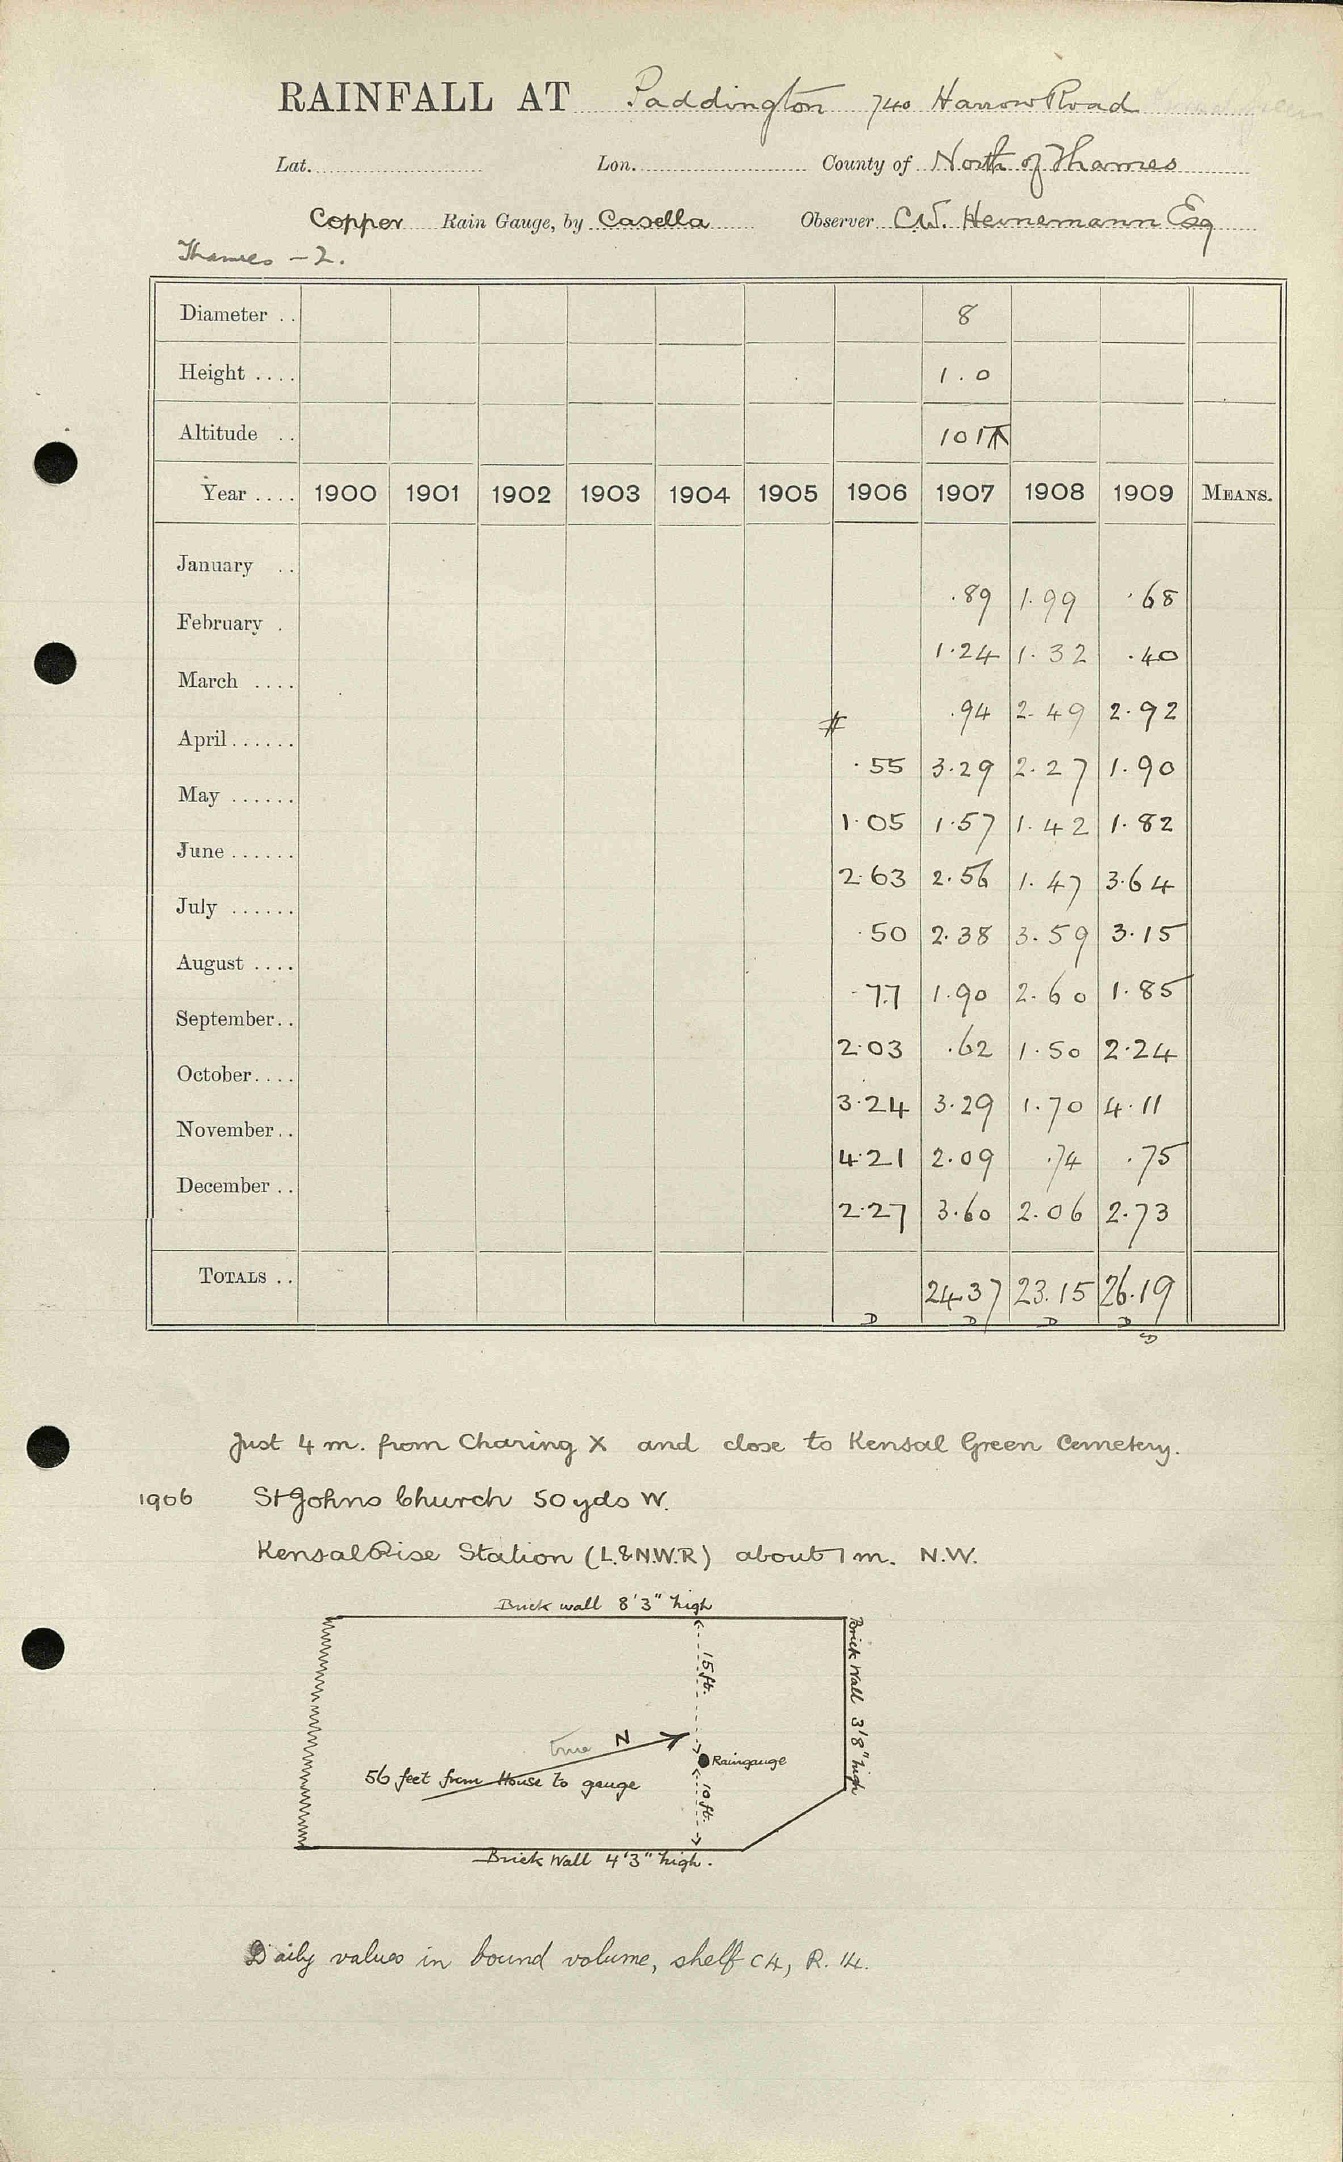 RAINFALL AT Paddington 740 Harrow Road
Lat. Lon. County of North of Thames
Copper Rain Gauge, by Casella Observer C.W. Heinemann Esq
Thames - 2.
Diameter .. 8
Height .... 1.0
Altitude .. 101
Year .... 1900 1901 1902 1903 1904 1905 1906 1907 1908 1909 MEANS.
January .. .89 1.99 .68
February . 1.24 1.32 .40
March .... .94 2.49 2.92
April...... .55 3.29 2.27 1.90
May ...... 1.05 1.57 1.42 1.82
June ...... 2.63 2.56 1.47 3.64
July ...... .50 2.38 3.59 3.15
August .... .77 1.90 2.60 1.85
September.. 2.03 .62 1.50 2.24
October.... 3.24 3.29 1.70 4.11
November.. 4.21 2.09 .74 .75
December .. 2.27 3.60 2.06 2.73
TOTALS .. 24.37 23.15 26.19
D D D D
D
Just 4 m. from Charing X and close to Kensal Green Cemetery.
1906 St Johns Church 50 yds W.
Kensal Rise Station (L.&N.W.R) about 1 m. N.W.
Brick wall 8'3" high
15 ft.
Brick Wall 3'8" high
true N
Raingauge
56 feet from House to gauge
10 ft.
Brick Wall 4'3" high.
Daily values in bound volume, shelf C4, R. 14.